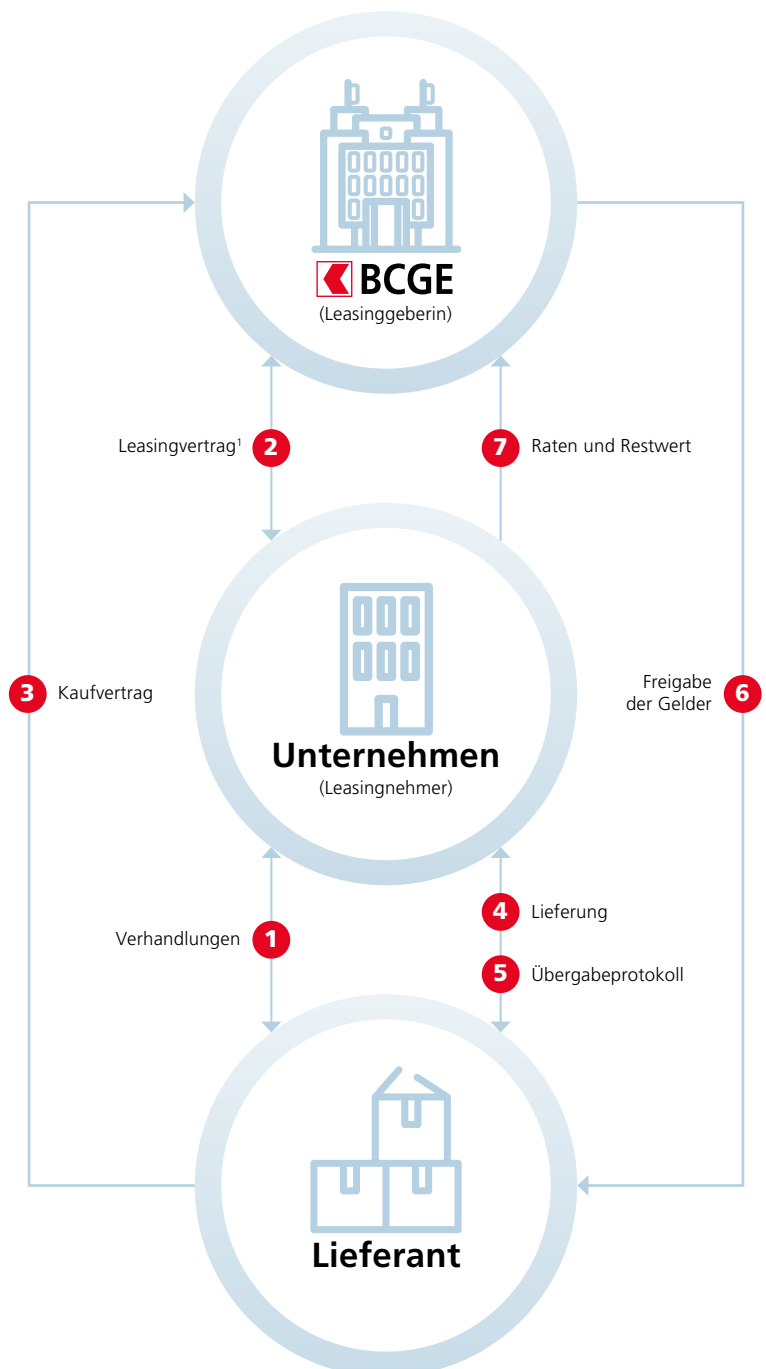 BCGE
(Leasinggeberin)
Leasingvertrag¹ 2
7 Raten und Restwert
3 Kaufvertrag
Freigabe
der Gelder 6
Unternehmen
(Leasingnehmer)
Verhandlungen 1
4 Lieferung
5 Übergabeprotokoll
Lieferant